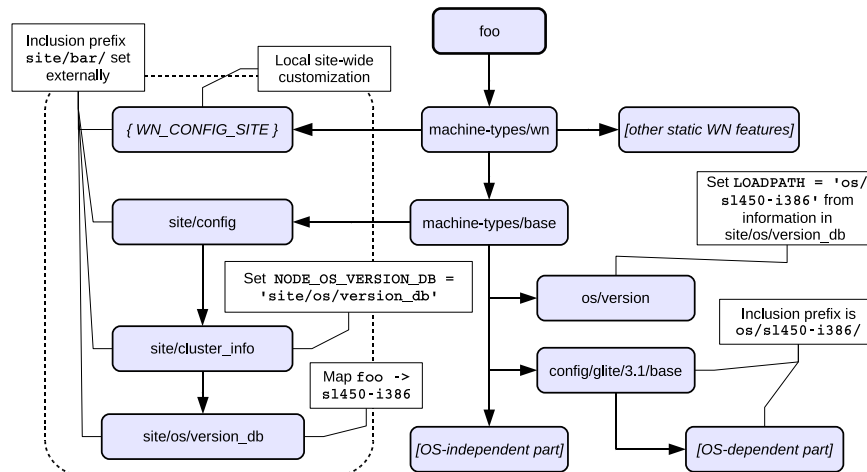 Inclusion prefix
site/bar/ set
externally
Local site-wide
customization
foo
{ WN_CONFIG_SITE }
machine-types/wn
[other static WN features]
Set LOADPATH = 'os/
sl450-i386' from
information in
site/os/version_db
site/config
machine-types/base
Set NODE_OS_VERSION_DB =
'site/os/version_db'
os/version
Inclusion prefix is
os/sl450-i386/
site/cluster_info
Map foo ->
sl450-i386
config/glite/3.1/base
site/os/version_db
[OS-independent part]
[OS-dependent part]